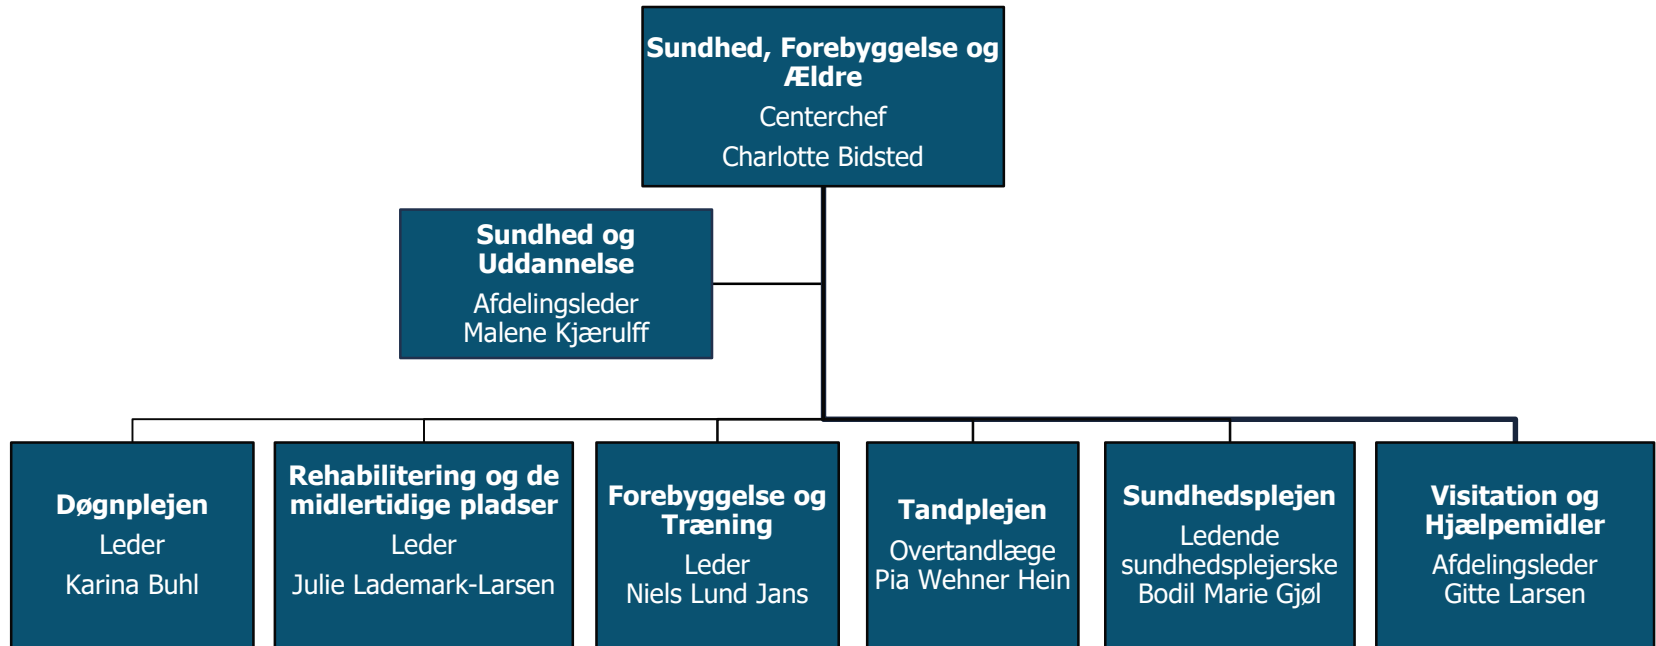 Sundhed, Forebyggelse og
Ældre
Centerchef
Charlotte Bidsted
Sundhed og
Uddannelse
Afdelingsleder
Malene Kjærulff
Døgnplejen
Leder
Karina Buhl
Rehabilitering og de
midlertidige pladser
Leder
Julie Lademark-Larsen
Forebyggelse og
Træning
Leder
Niels Lund Jans
Tandplejen
Overtandlæge
Pia Wehner Hein
Sundhedsplejen
Ledende
sundhedsplejerske
Bodil Marie Gjøl
Visitation og
Hjælpemidler
Afdelingsleder
Gitte Larsen